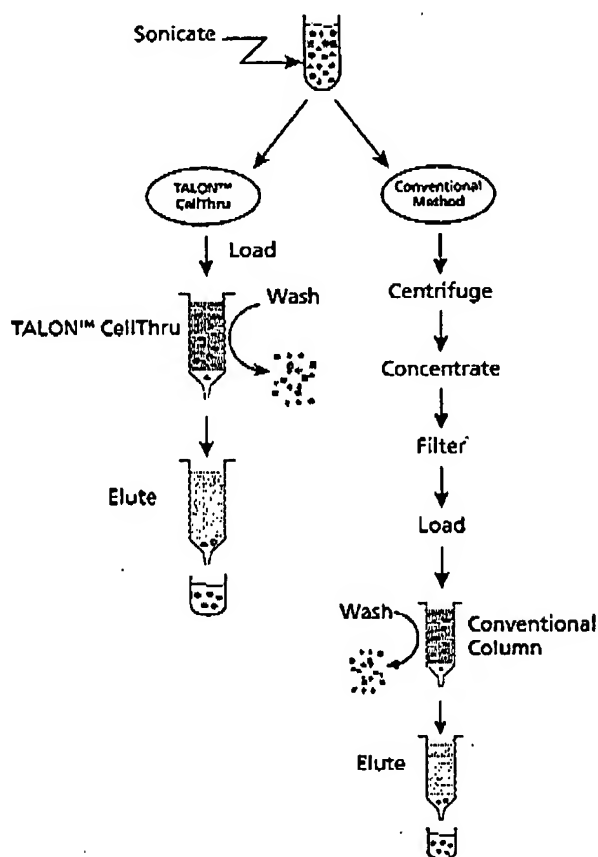 Sonicate
TALON™
CellThru
Load
Wash
TALON™ CellThru
Elute
Conventional
Method
Centrifuge
Concentrate
Filter
Load
Wash
Conventional
Column
Elute